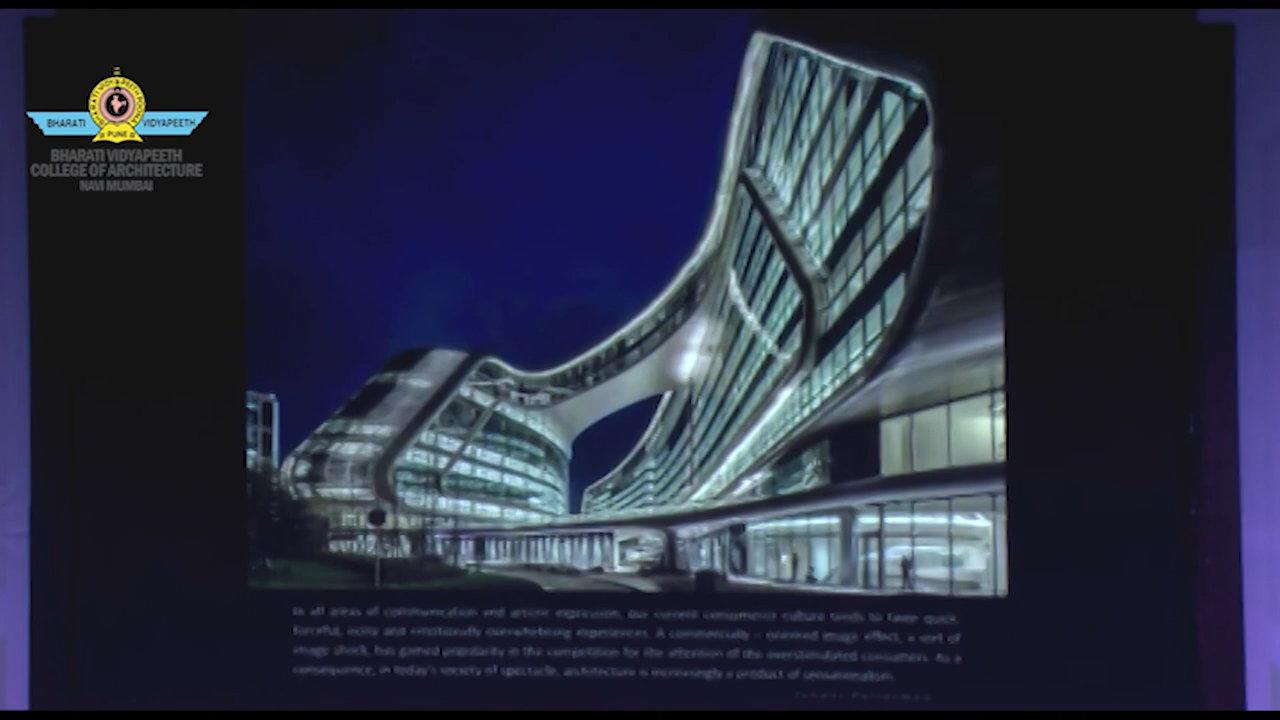 BHARATI VIDYAPEETH POONA
BHARATI VIDYAPEETH
PUNE
BHARATI VIDYAPEETH
COLLEGE OF ARCHITECTURE
NAVI MUMBAI
In all areas of communication and artistic expression, our current consumerist culture tends to favor quick,
forceful, noisy and emotionally overwhelming experiences. A commercially - oriented image effect, a sort of
image shock, has gained popularity in the competition for the attention of the overstimulated consumers. As a
consequence, in today's society of spectacle, architecture is increasingly a product of sensationalism.